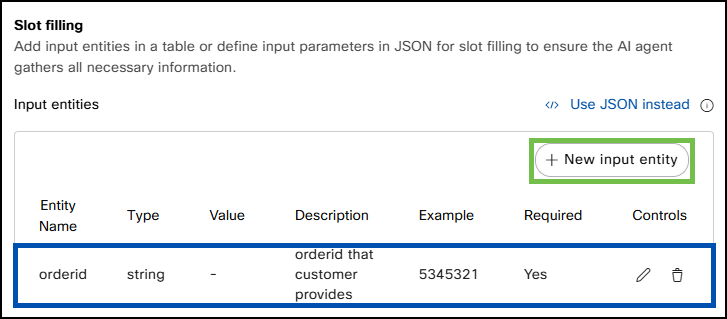 Slot filling
Add input entities in a table or define input parameters in JSON for slot filling to ensure the AI agent
gathers all necessary information.
Input entities
</> Use JSON instead
+ New input entity
Entity Name Type Value Description Example Required Controls
orderid string - orderid that customer provides 5345321 Yes